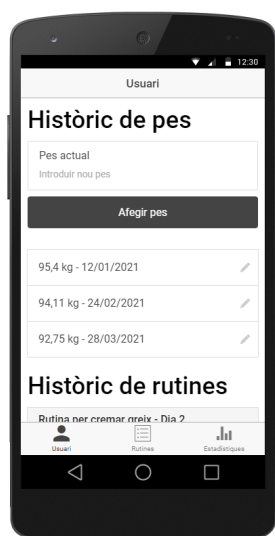 12:30
Usuari
Històric de pes
Pes actual
Introduir nou pes
Afegir pes
95,4 kg - 12/01/2021
94,11 kg - 24/02/2021
92,75 kg - 28/03/2021
Històric de rutines
Rutina per cremar greix - Dia 2
Usuari Rutines Estadístiques